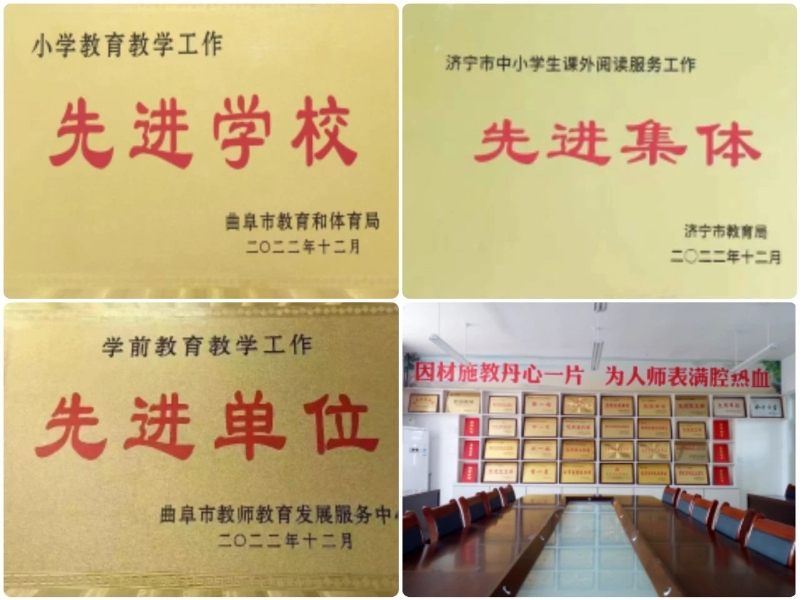 小学教育教学工作
先进学校
曲阜市教育和体育局
二〇二二年十二月
济宁市中小学生课外阅读服务工作
先进集体
济宁市教育局
二〇二二年十二月
学前教育教学工作
先进单位
曲阜市教师教育发展服务中
二〇二二年十二月
因材施教丹心一片 为人师表满腔热血